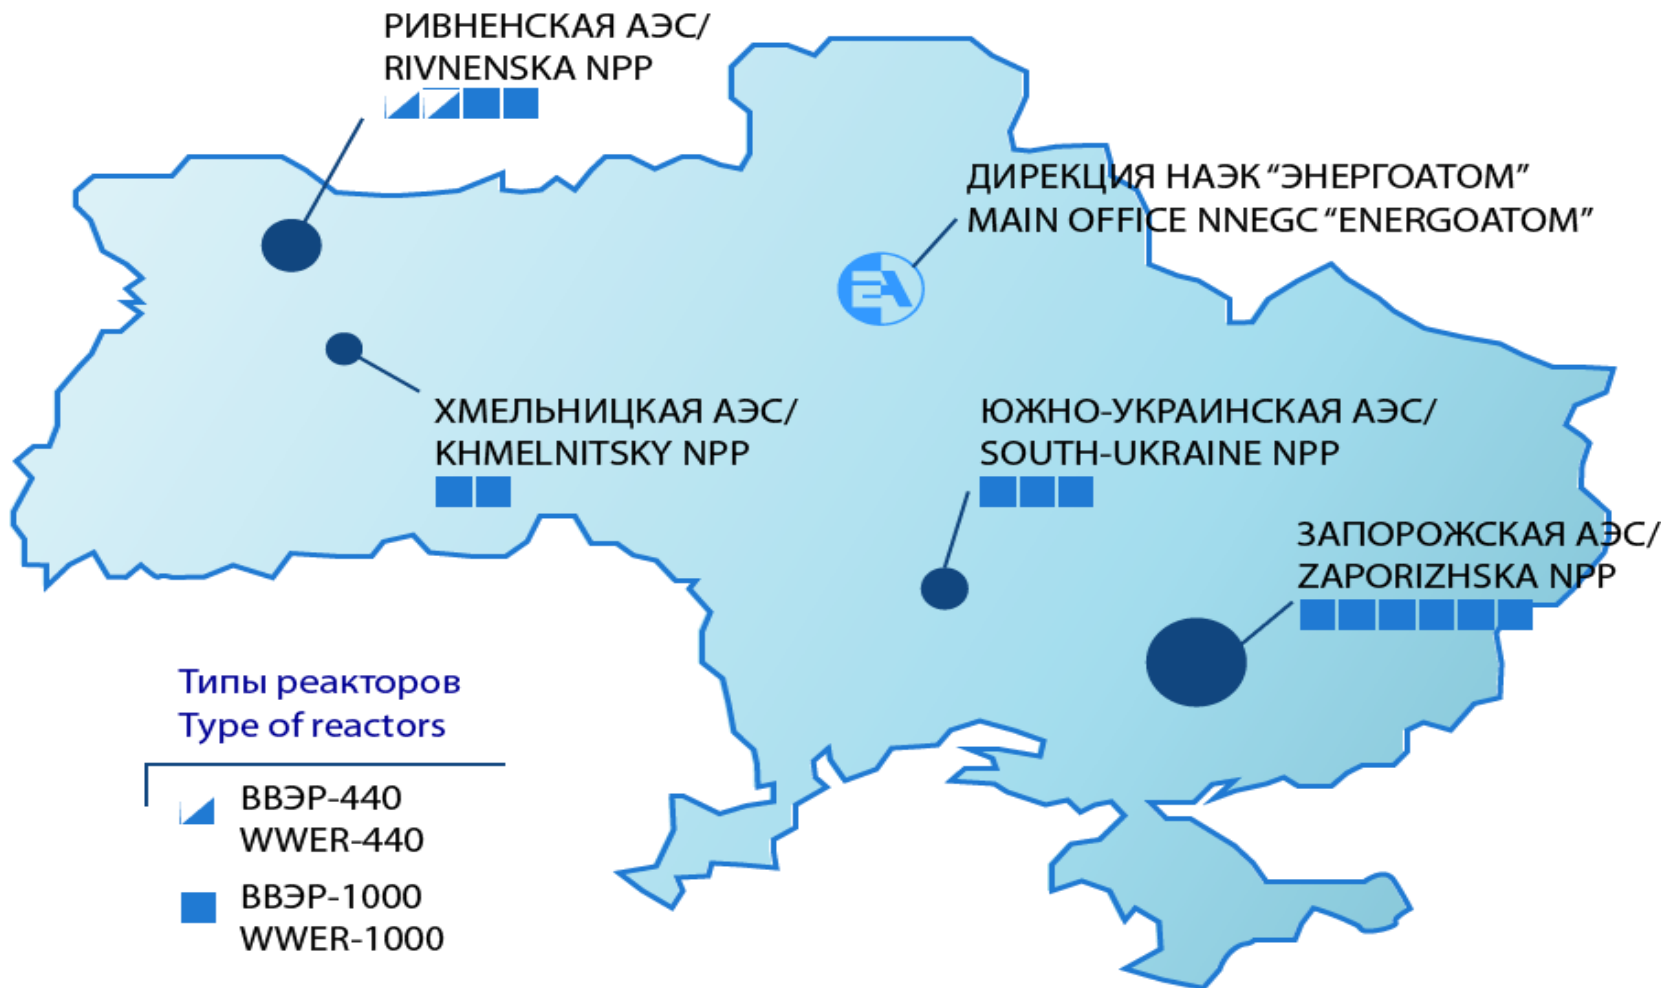 РИВНЕНСКАЯ АЭС/
RIVNENSKA NPP
ДИРЕКЦИЯ НАЭК “ЭНЕРГОАТОМ”
MAIN OFFICE NNEGC “ENERGOATOM”
EA
ХМЕЛЬНИЦКАЯ АЭС/
KHMELNITSKY NPP
ЮЖНО-УКРАИНСКАЯ АЭС/
SOUTH-UKRAINE NPP
ЗАПОРОЖСКАЯ АЭС/
ZAPORIZHSKA NPP
Типы реакторов
Type of reactors
ВВЭР-440
WWER-440
ВВЭР-1000
WWER-1000